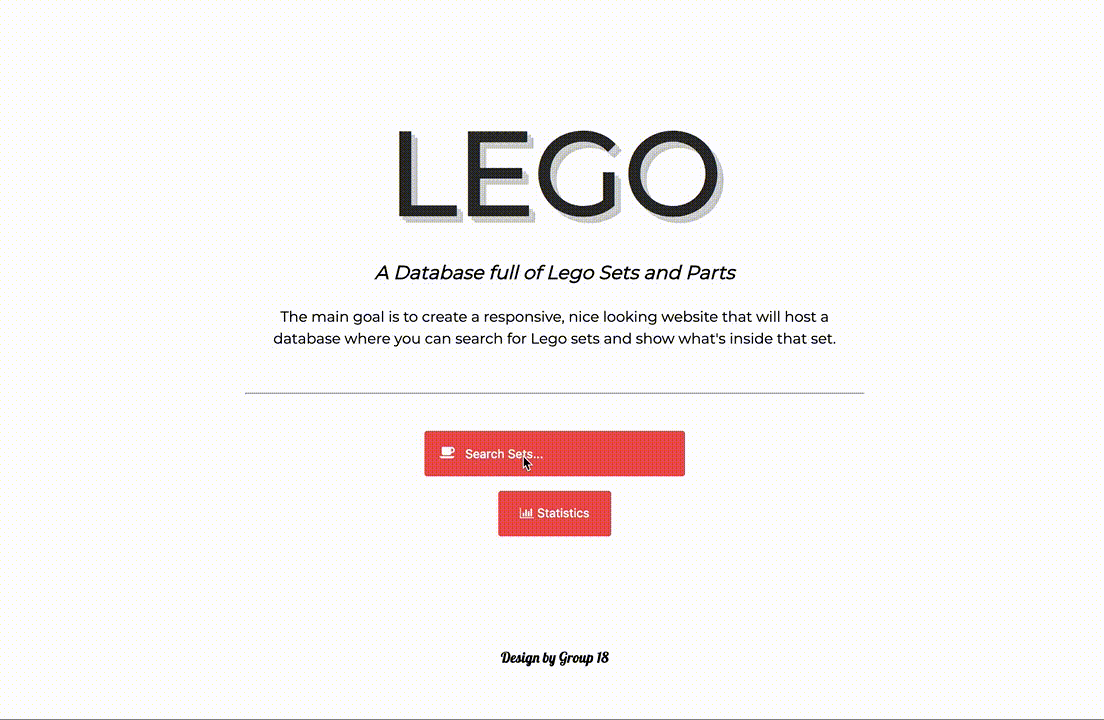 LEGO
A Database full of Lego Sets and Parts
The main goal is to create a responsive, nice looking website that will host a
database where you can search for Lego sets and show what's inside that set.
Search Sets...
Statistics
Design by Group 18